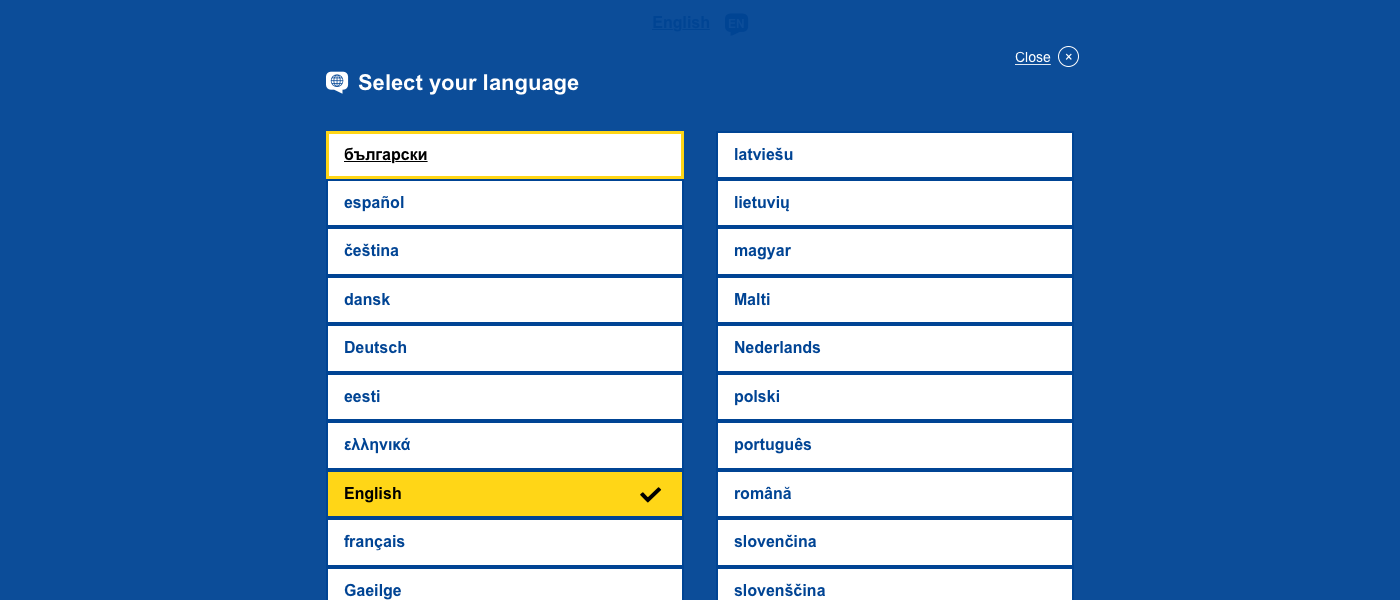 English EN
Close
Select your language
български
español
čeština
dansk
Deutsch
eesti
ελληνικά
English
français
Gaeilge
latviešu
lietuvių
magyar
Malti
Nederlands
polski
português
română
slovenčina
slovenščina